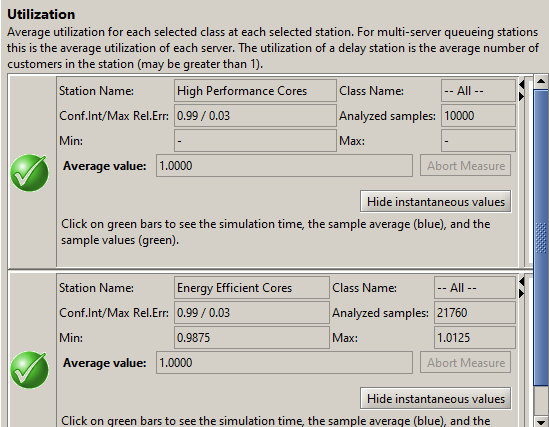 Utilization
Average utilization for each selected class at each selected station. For multi-server queueing stations
this is the average utilization of each server. The utilization of a delay station is the average number of
customers in the station (may be greater than 1).
Station Name: High Performance Cores Class Name: -- All --
Conf.Int/Max Rel.Err: 0.99 / 0.03 Analyzed samples: 10000
Min: - Max: -
Average value: 1.0000 Abort Measure
Hide instantaneous values
Click on green bars to see the simulation time, the sample average (blue), and the
sample values (green).
Station Name: Energy Efficient Cores Class Name: -- All --
Conf.Int/Max Rel.Err: 0.99 / 0.03 Analyzed samples: 21760
Min: 0.9875 Max: 1.0125
Average value: 1.0000 Abort Measure
Hide instantaneous values
Click on green bars to see the simulation time, the sample average (blue), and the